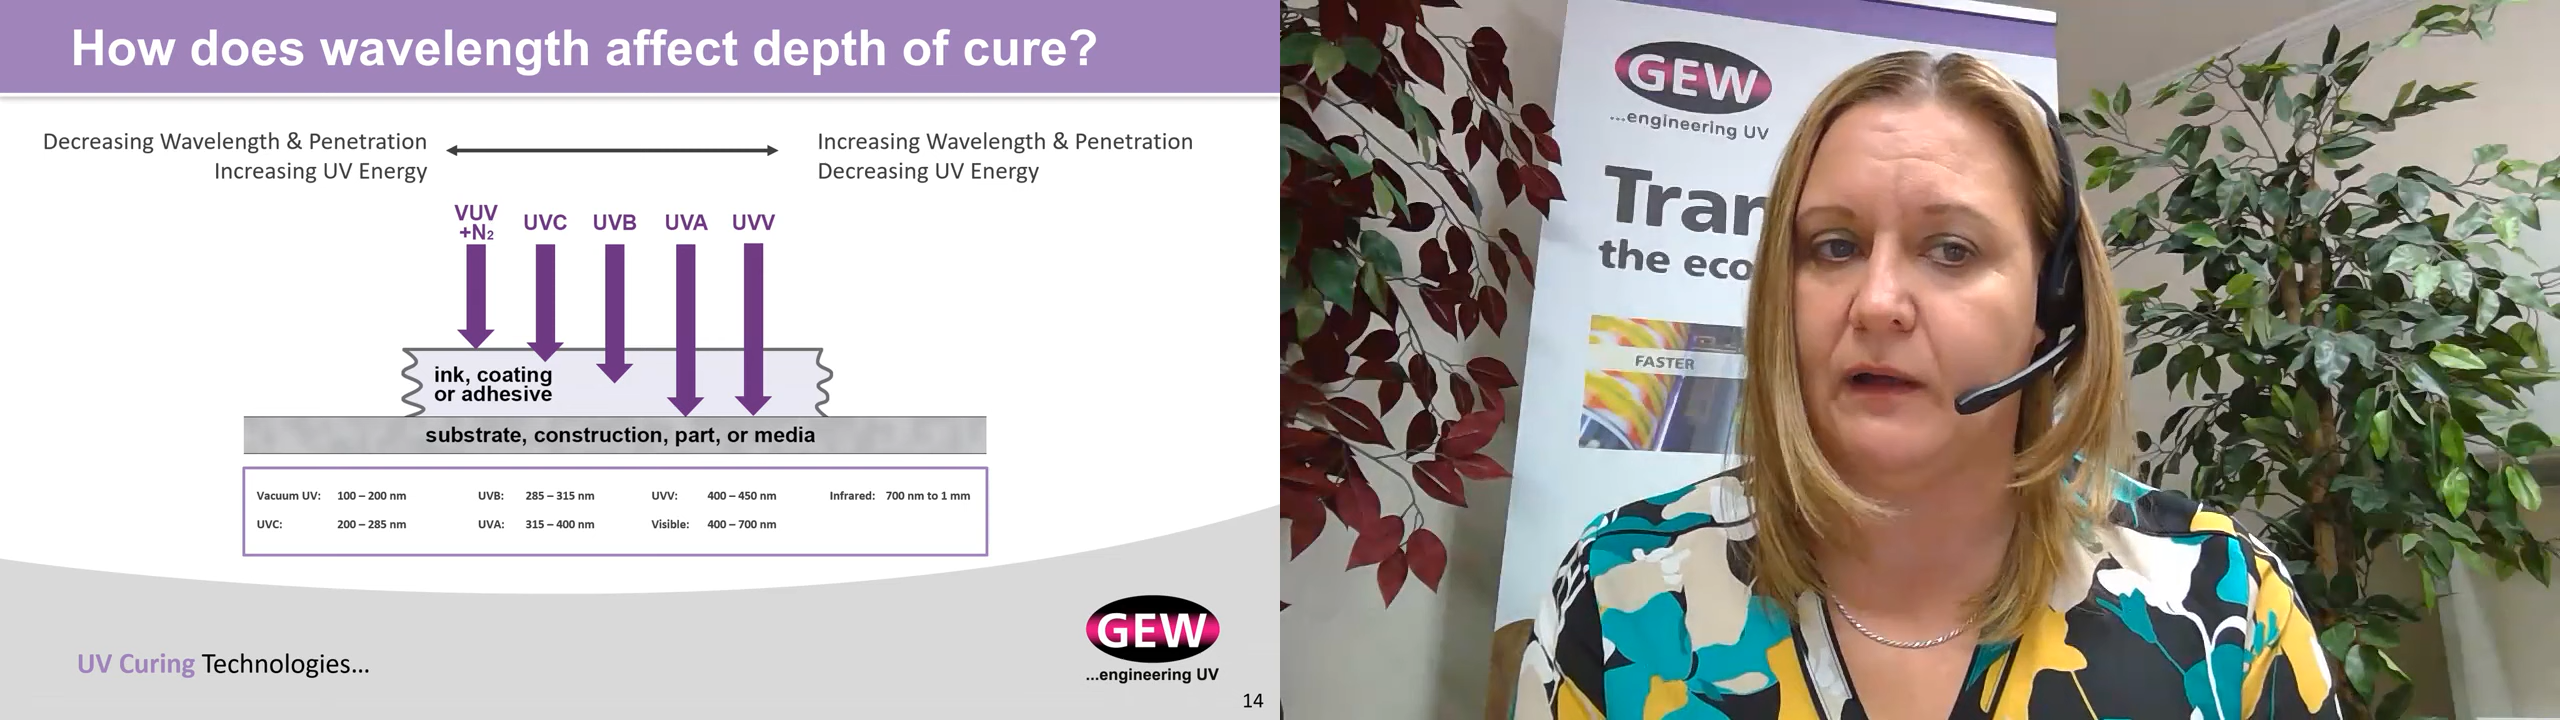 How does wavelength affect depth of cure?
Decreasing Wavelength & Penetration
Increasing UV Energy
Increasing Wavelength & Penetration
Decreasing UV Energy
VUV
+N₂
UVC
UVB
UVA
UVV
ink, coating
or adhesive
substrate, construction, part, or media
Vacuum UV: 100 – 200 nm
UVB: 285 – 315 nm
UVV: 400 – 450 nm
Infrared: 700 nm to 1 mm
UVC: 200 – 285 nm
UVA: 315 – 400 nm
Visible: 400 – 700 nm
UV Curing Technologies...
GEW
...engineering UV
14
GEW
...engineering UV
Tran
the eco
FASTER